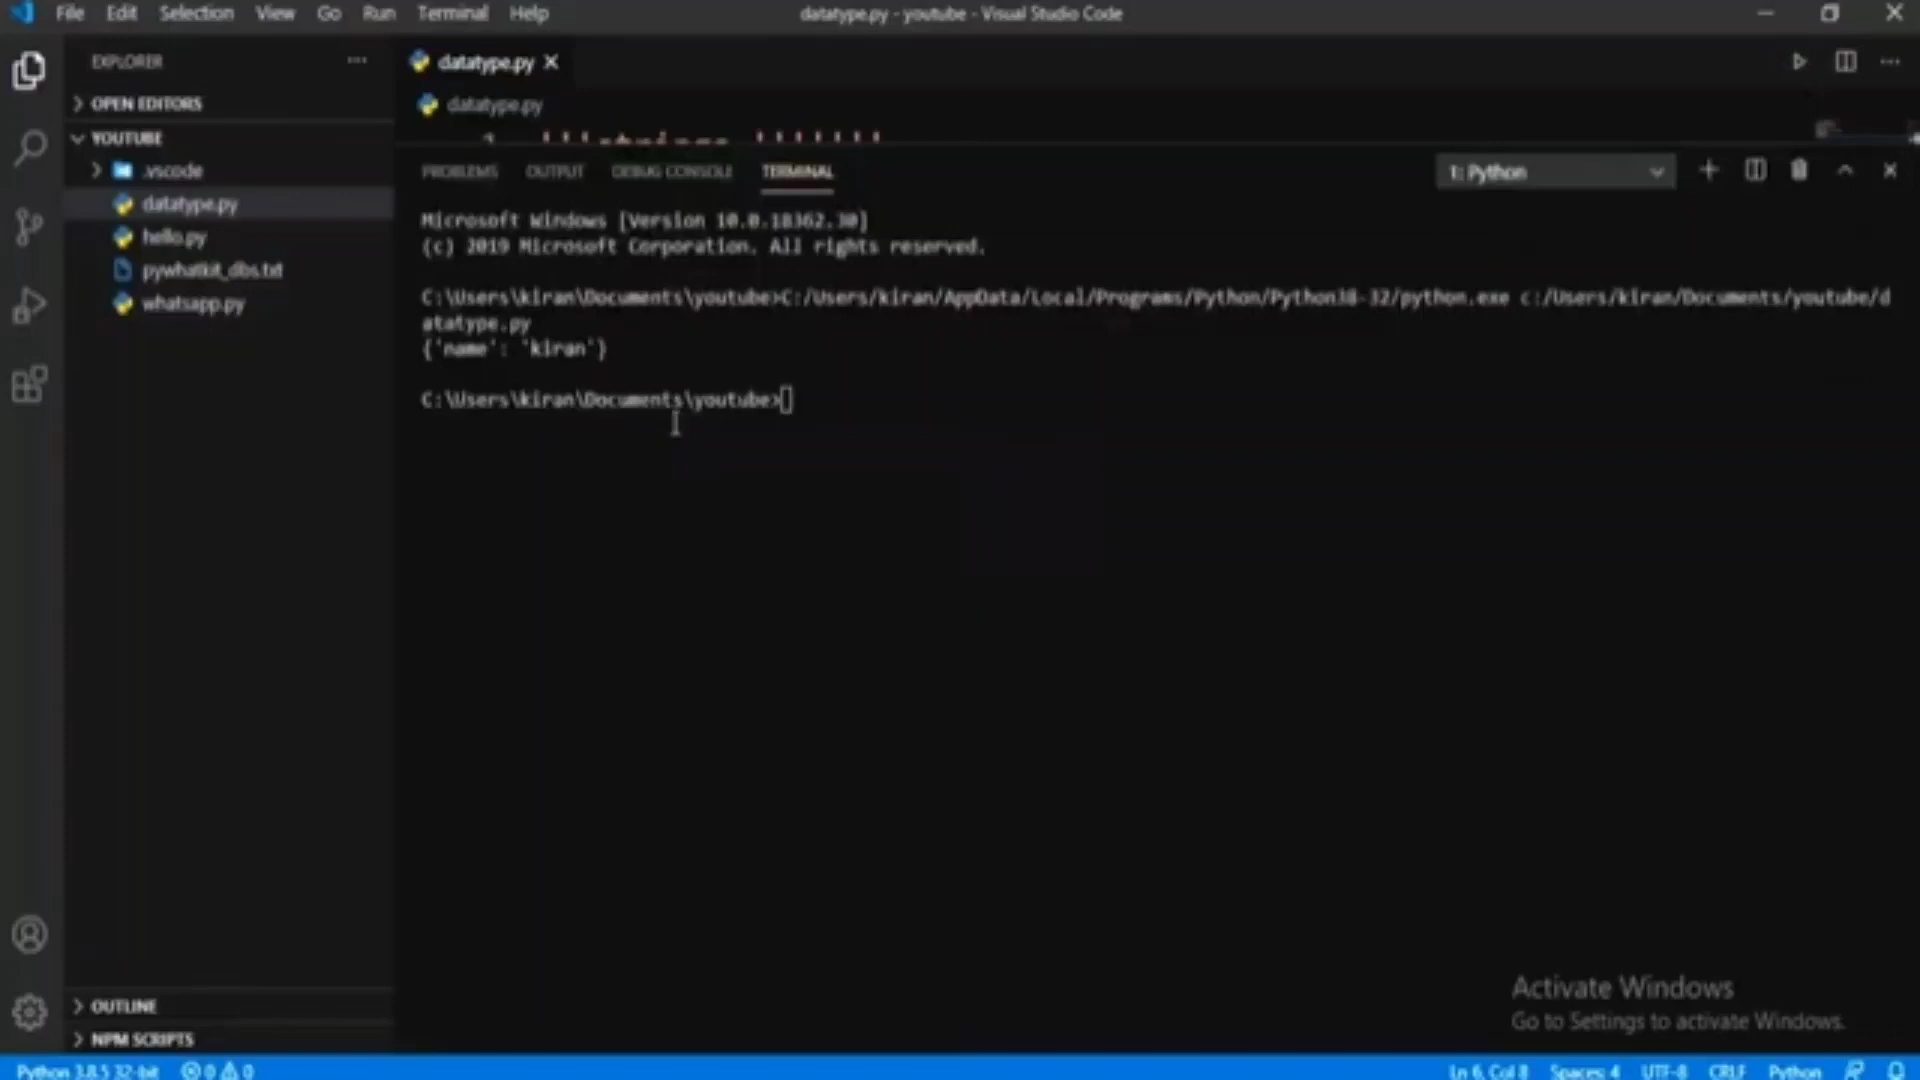 File Edit Selection View Go Run Terminal Help
datatype.py - youtube - Visual Studio Code
EXPLORER
datatype.py
OPEN EDITORS
datatype.py
YOUTUBE
.vscode
datatype.py
hello.py
pywhatkit_dbs.txt
whatsapp.py
PROBLEMS OUTPUT DEBUG CONSOLE TERMINAL
1: Python
Microsoft Windows [Version 10.0.18362.30]
(c) 2019 Microsoft Corporation. All rights reserved.
C:\Users\kiran\Documents\youtube>C:/Users/kiran/AppData/Local/Programs/Python/Python38-32/python.exe c:/Users/kiran/Documents/youtube/d
atatype.py
{'name': 'kiran'}
C:\Users\kiran\Documents\youtube>
OUTLINE
NPM SCRIPTS
Activate Windows
Go to Settings to activate Windows.
Python 3.8.5 32-bit 0 0
Ln 6, Col 8 Spaces: 4 UTF-8 CRLF Python